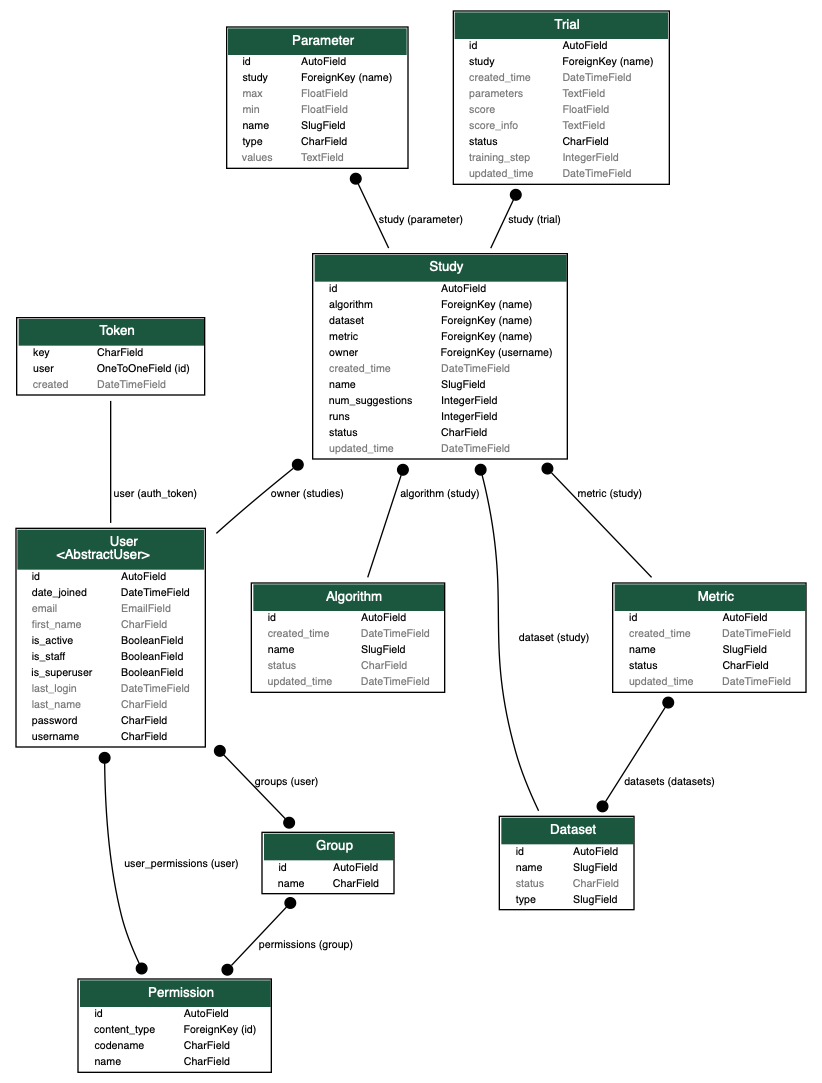 Parameter
id AutoField
study ForeignKey (name)
max FloatField
min FloatField
name SlugField
type CharField
values TextField
Trial
id AutoField
study ForeignKey (name)
created_time DateTimeField
parameters TextField
score FloatField
score_info TextField
status CharField
training_step IntegerField
updated_time DateTimeField
study (parameter)
study (trial)
Study
id AutoField
algorithm ForeignKey (name)
dataset ForeignKey (name)
metric ForeignKey (name)
owner ForeignKey (username)
created_time DateTimeField
name SlugField
num_suggestions IntegerField
runs IntegerField
status CharField
updated_time DateTimeField
Token
key CharField
user OneToOneField (id)
created DateTimeField
user (auth_token)
owner (studies)
algorithm (study)
metric (study)
User
<AbstractUser>
id AutoField
date_joined DateTimeField
email EmailField
first_name CharField
is_active BooleanField
is_staff BooleanField
is_superuser BooleanField
last_login DateTimeField
last_name CharField
password CharField
username CharField
Algorithm
id AutoField
created_time DateTimeField
name SlugField
status CharField
updated_time DateTimeField
dataset (study)
Metric
id AutoField
created_time DateTimeField
name SlugField
status CharField
updated_time DateTimeField
groups (user)
datasets (datasets)
user_permissions (user)
Group
id AutoField
name CharField
Dataset
id AutoField
name SlugField
status CharField
type SlugField
permissions (group)
Permission
id AutoField
content_type ForeignKey (id)
codename CharField
name CharField